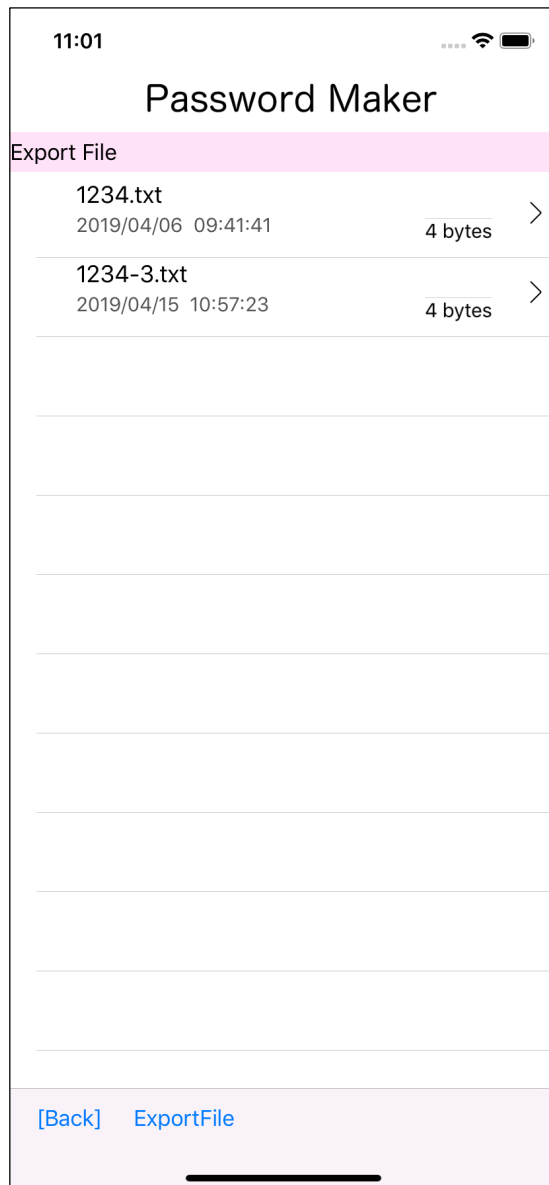 11:01
Password Maker
Export File
1234.txt
2019/04/06 09:41:41
4 bytes
1234-3.txt
2019/04/15 10:57:23
4 bytes
[Back] ExportFile